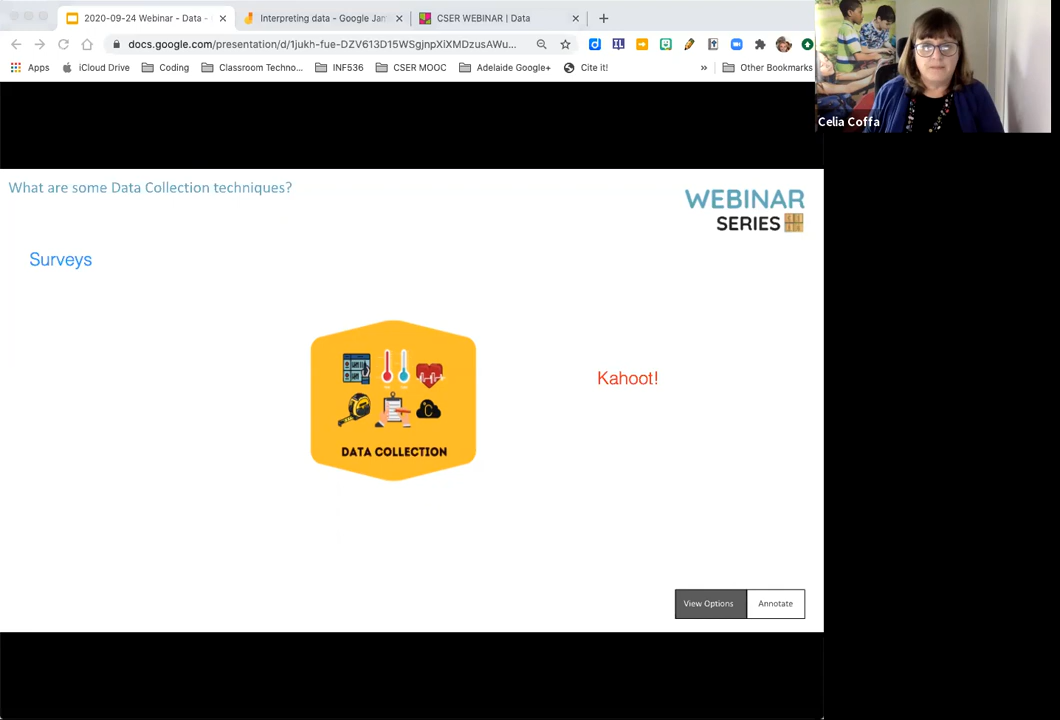 2020-09-24 Webinar - Data -
Interpreting data - Google Jam
CSER WEBINAR | Data
docs.google.com/presentation/d/1jukh-fue-DZV613D15WSgjnpXiXMDzusAWu...
Apps
iCloud Drive
Coding
Classroom Techno...
INF536
CSER MOOC
Adelaide Google+
Cite it!
»
Other Bookmarks
Celia Coffa
What are some Data Collection techniques?
WEBINAR
SERIES
Surveys
Kahoot!
C
DATA COLLECTION
View Options
Annotate